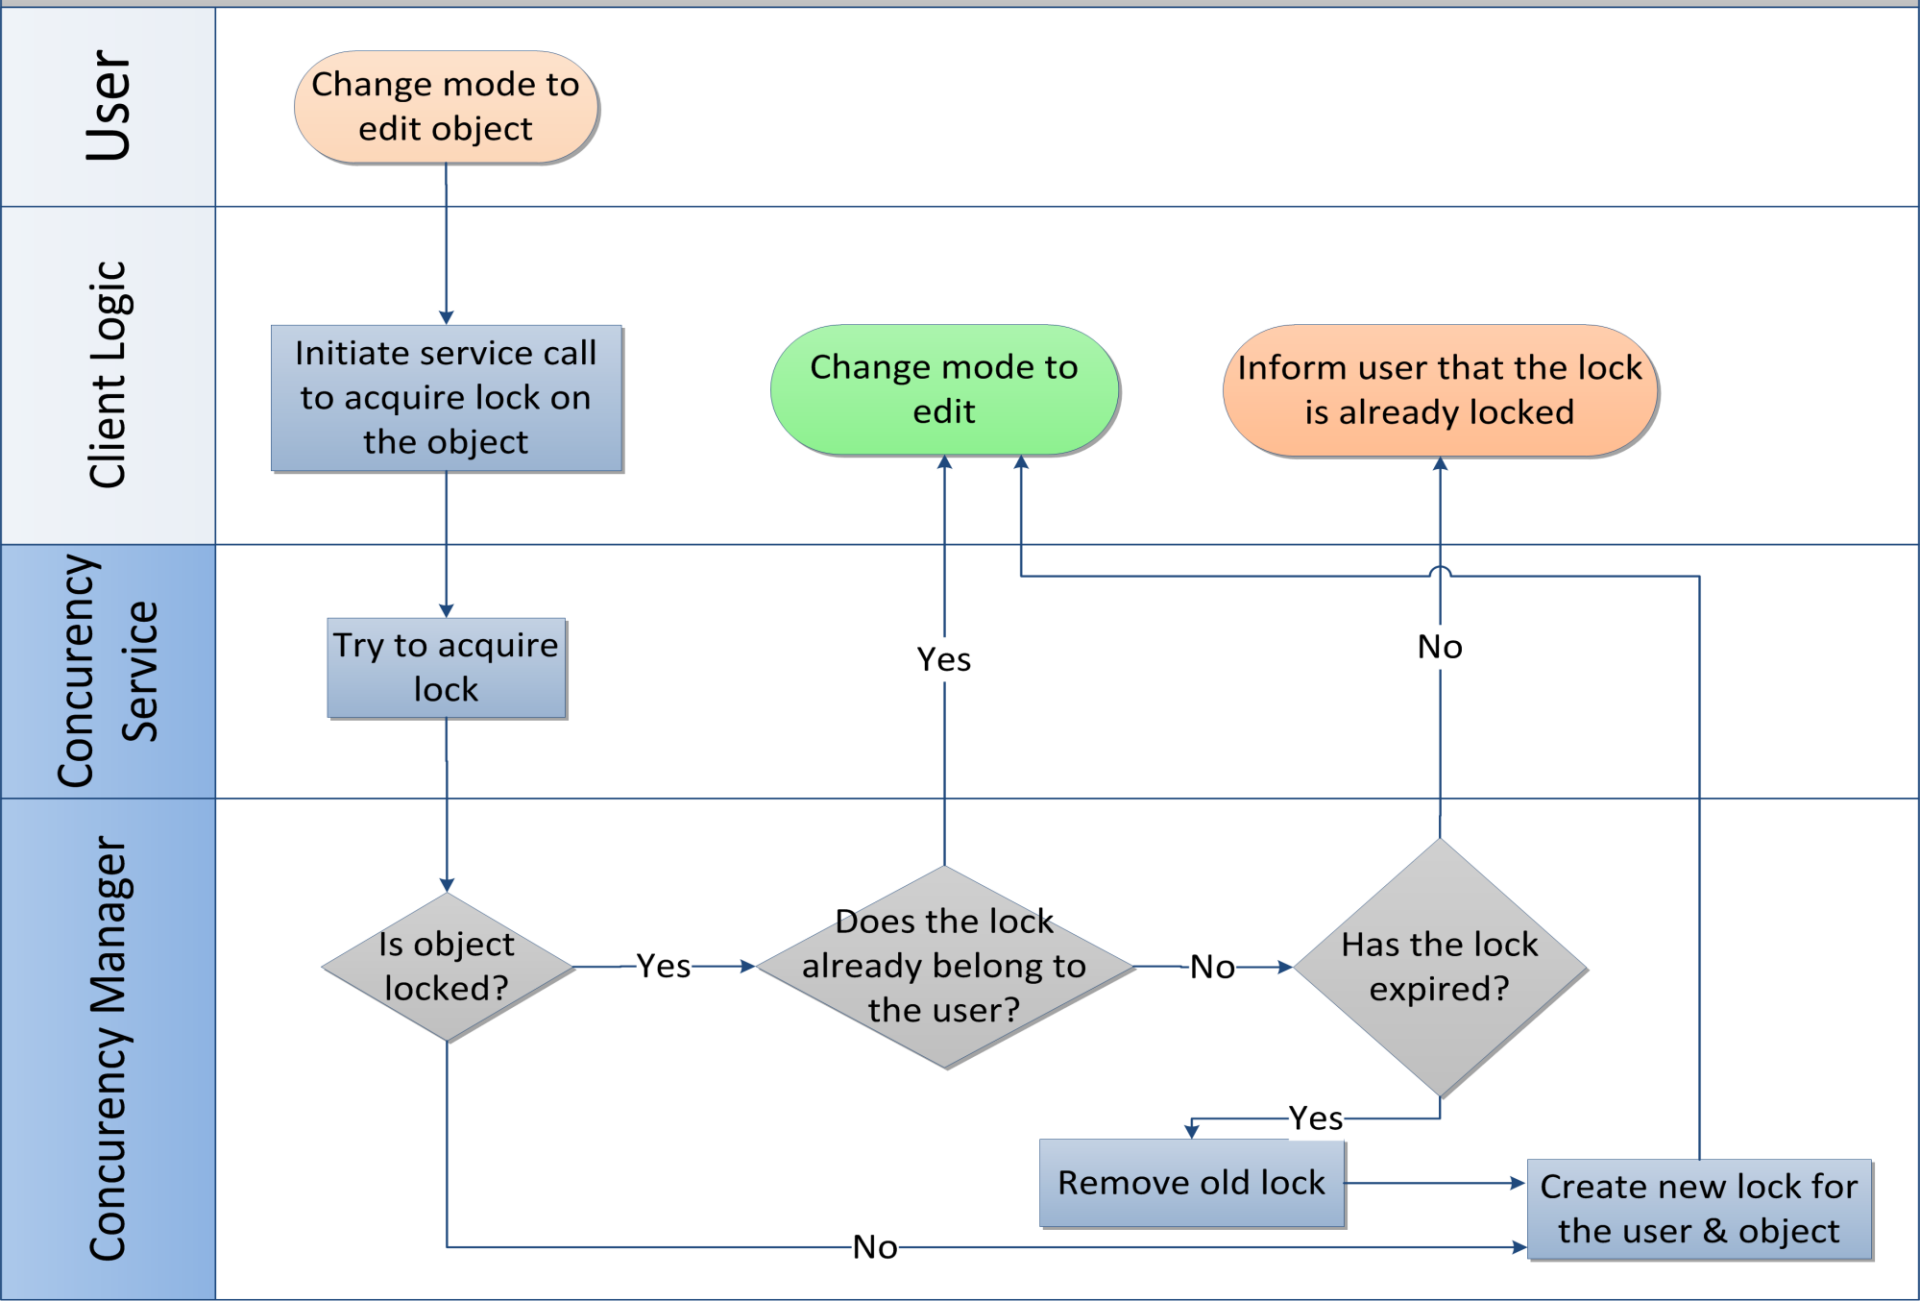 User
Change mode to
edit object
Client Logic
Initiate service call
to acquire lock on
the object
Change mode to
edit
Inform user that the lock
is already locked
Concurency
Service
Try to acquire
lock
Yes
No
Concurency Manager
Is object
locked?
Yes
Does the lock
already belong to
the user?
No
Has the lock
expired?
Yes
Remove old lock
Create new lock for
the user & object
No